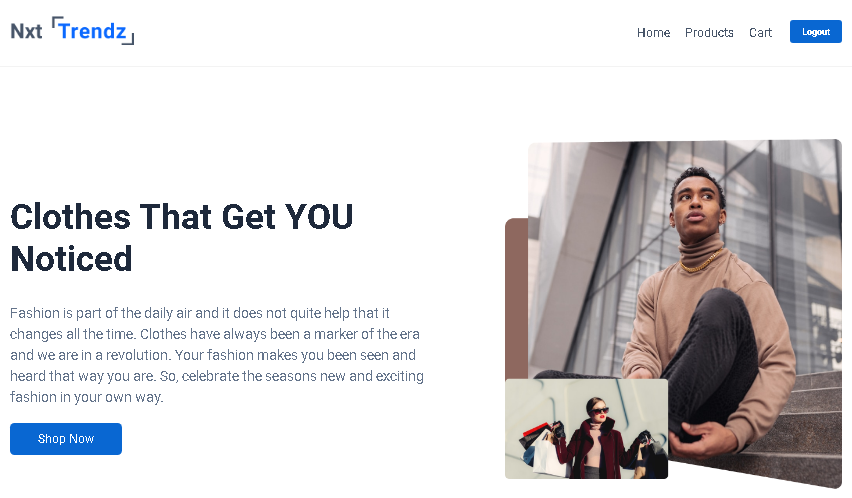 Nxt Trendz
Home Products Cart Logout
Clothes That Get YOU
Noticed
Fashion is part of the daily air and it does not quite help that it
changes all the time. Clothes have always been a marker of the era
and we are in a revolution. Your fashion makes you been seen and
heard that way you are. So, celebrate the seasons new and exciting
fashion in your own way.
Shop Now